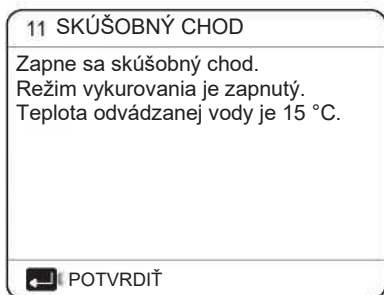 11 SKÚŠOBNÝ CHOD
Zapne sa skúšobný chod.
Režim vykurovania je zapnutý.
Teplota odvádzanej vody je 15 °C.
POTVRDIŤ